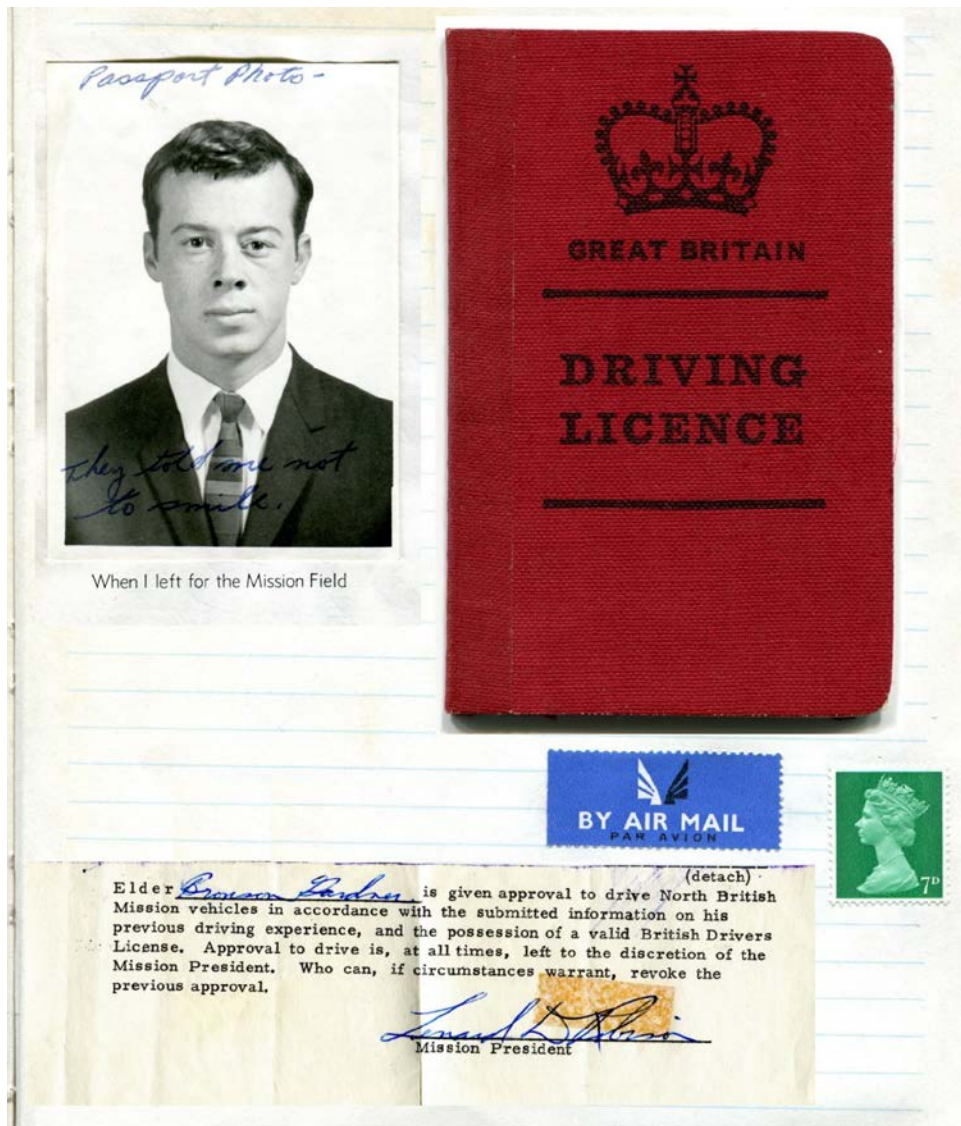 Passport Photo -
They told me not
to smile.
When I left for the Mission Field
GREAT BRITAIN
DRIVING
LICENCE
BY AIR MAIL
PAR AVION
7D
(detach)
Elder Bronson Gardner is given approval to drive North British
Mission vehicles in accordance with the submitted information on his
previous driving experience, and the possession of a valid British Drivers
License. Approval to drive is, at all times, left to the discretion of the
Mission President. Who can, if circumstances warrant, revoke the
previous approval.
Mission President